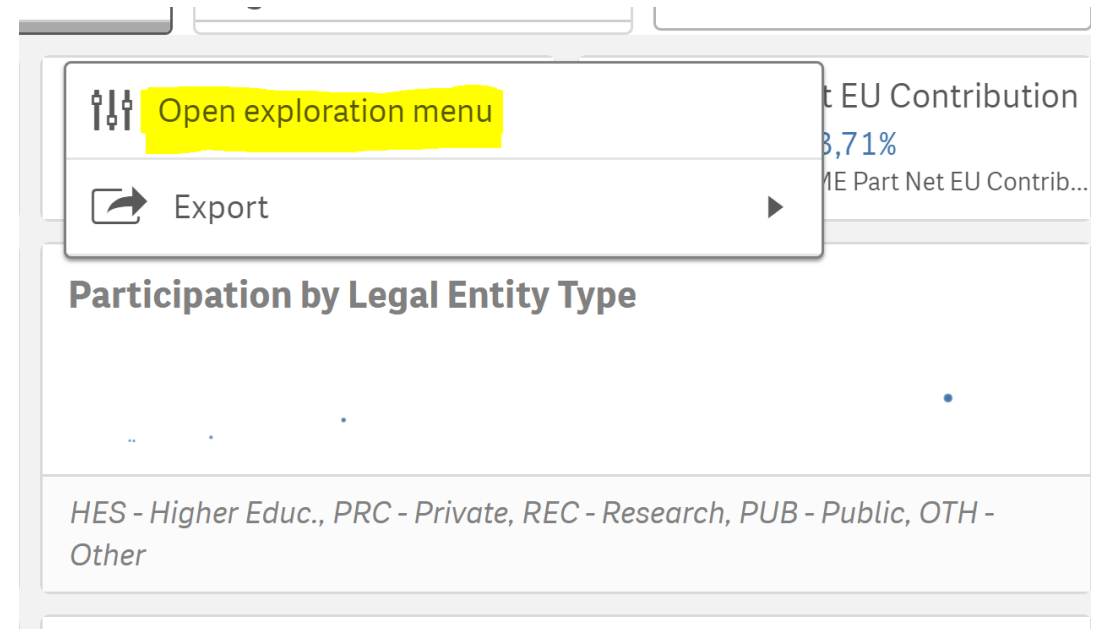 Open exploration menu
t EU Contribution
3,71%
Export
ME Part Net EU Contrib...
Participation by Legal Entity Type
HES - Higher Educ., PRC - Private, REC - Research, PUB - Public, OTH -
Other